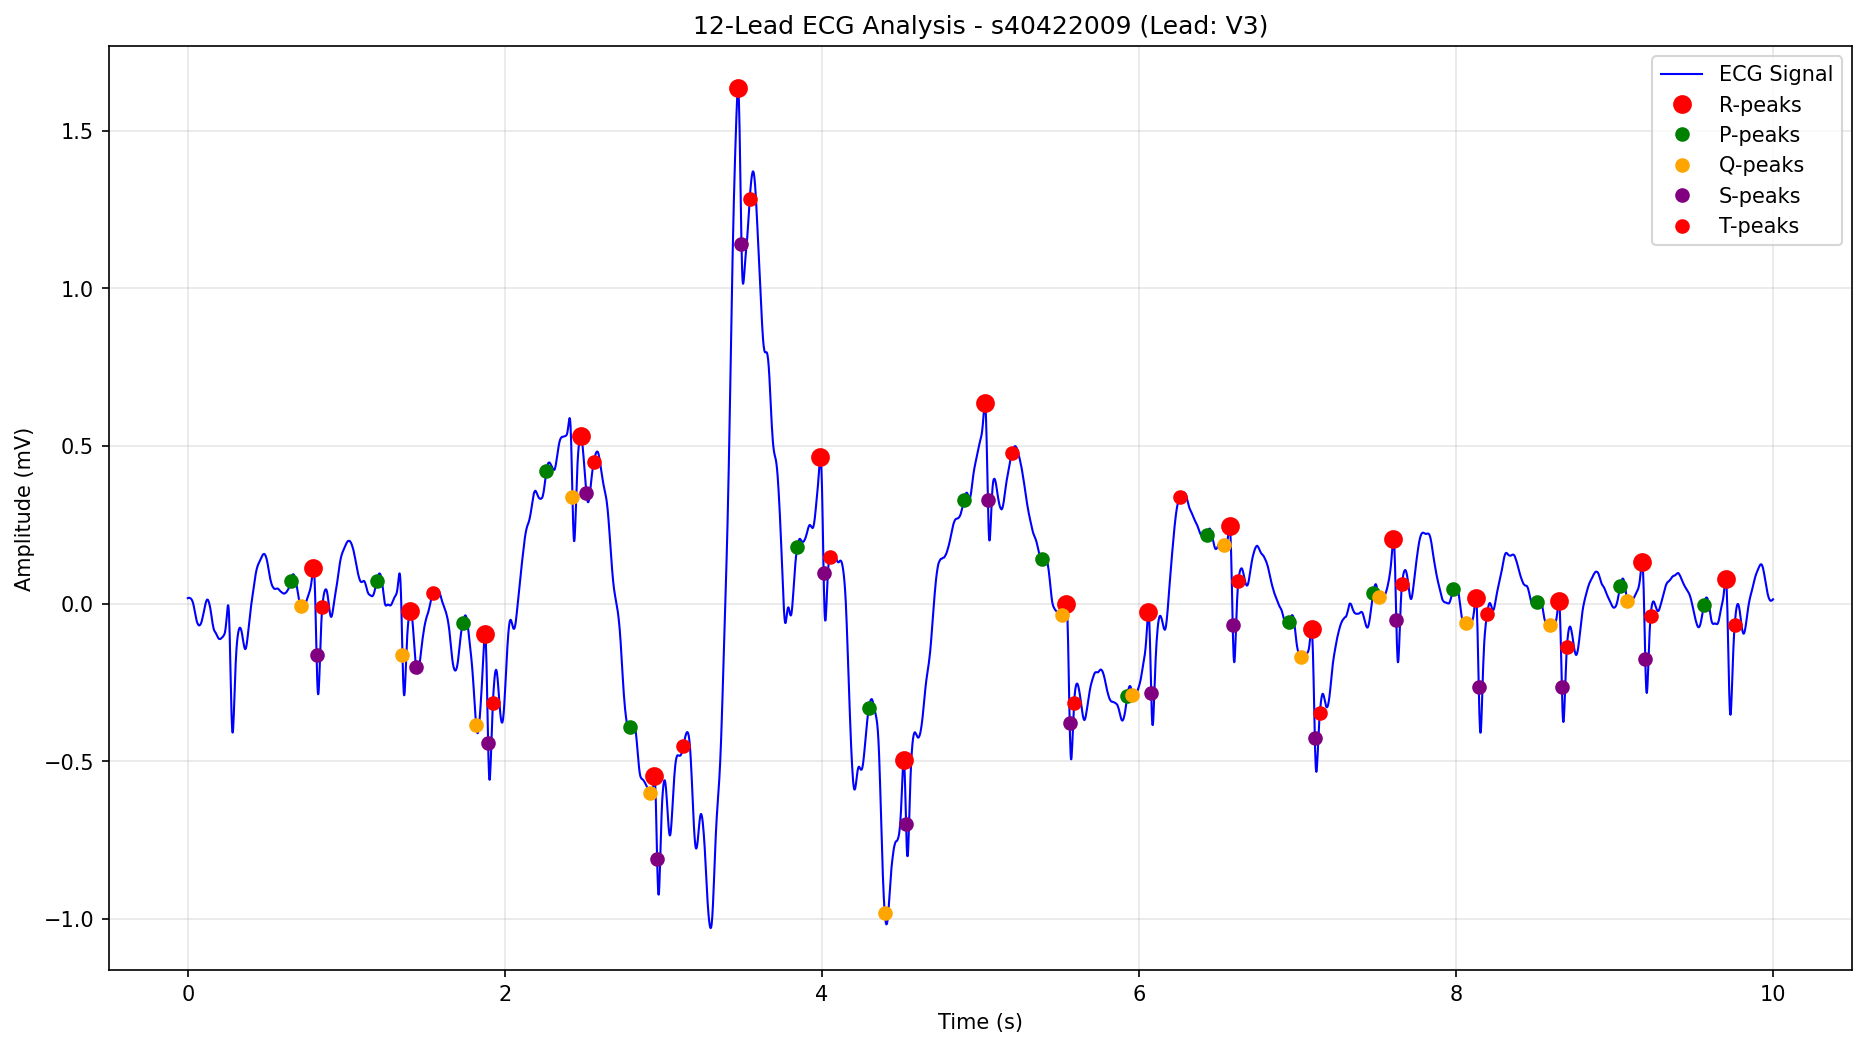 12-Lead ECG Analysis - s40422009 (Lead: V3)
ECG Signal
R-peaks
P-peaks
Q-peaks
S-peaks
T-peaks
1.5
1.0
0.5
0.0
−0.5
−1.0
Amplitude (mV)
0 2 4 6 8 10
Time (s)